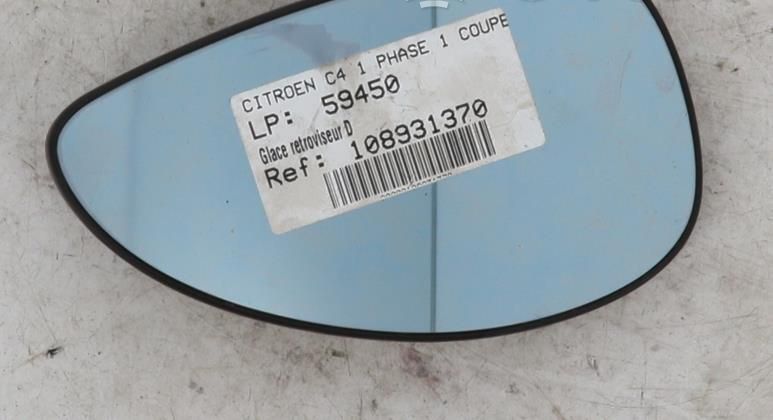 CITROEN C4 1 PHASE 1 COUPE
LP: 59450
Glace retroviseur D
Ref: 108931370